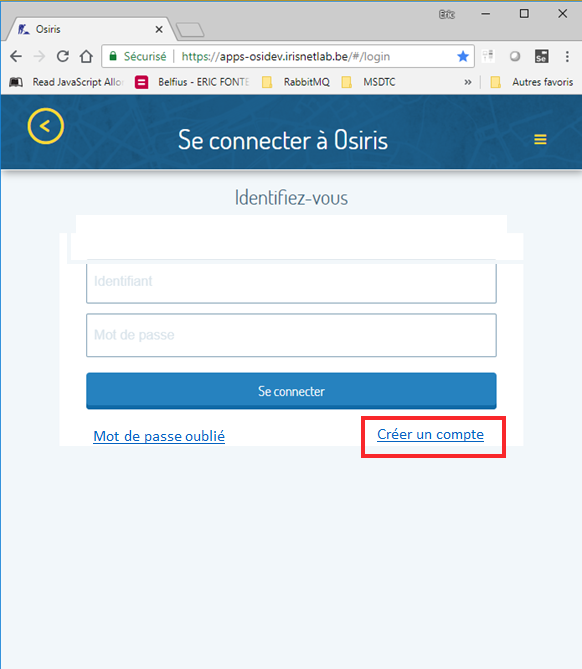 Eric
Osiris
Sécurisé https://apps-osidev.irisnetlab.be/#/login
Read JavaScript Allo Belfius - ERIC FONTE RabbitMQ MSDTC » Autres favoris
Se connecter à Osiris
Identifiez-vous
Identifiant
Mot de passe
Se connecter
Mot de passe oublié Créer un compte